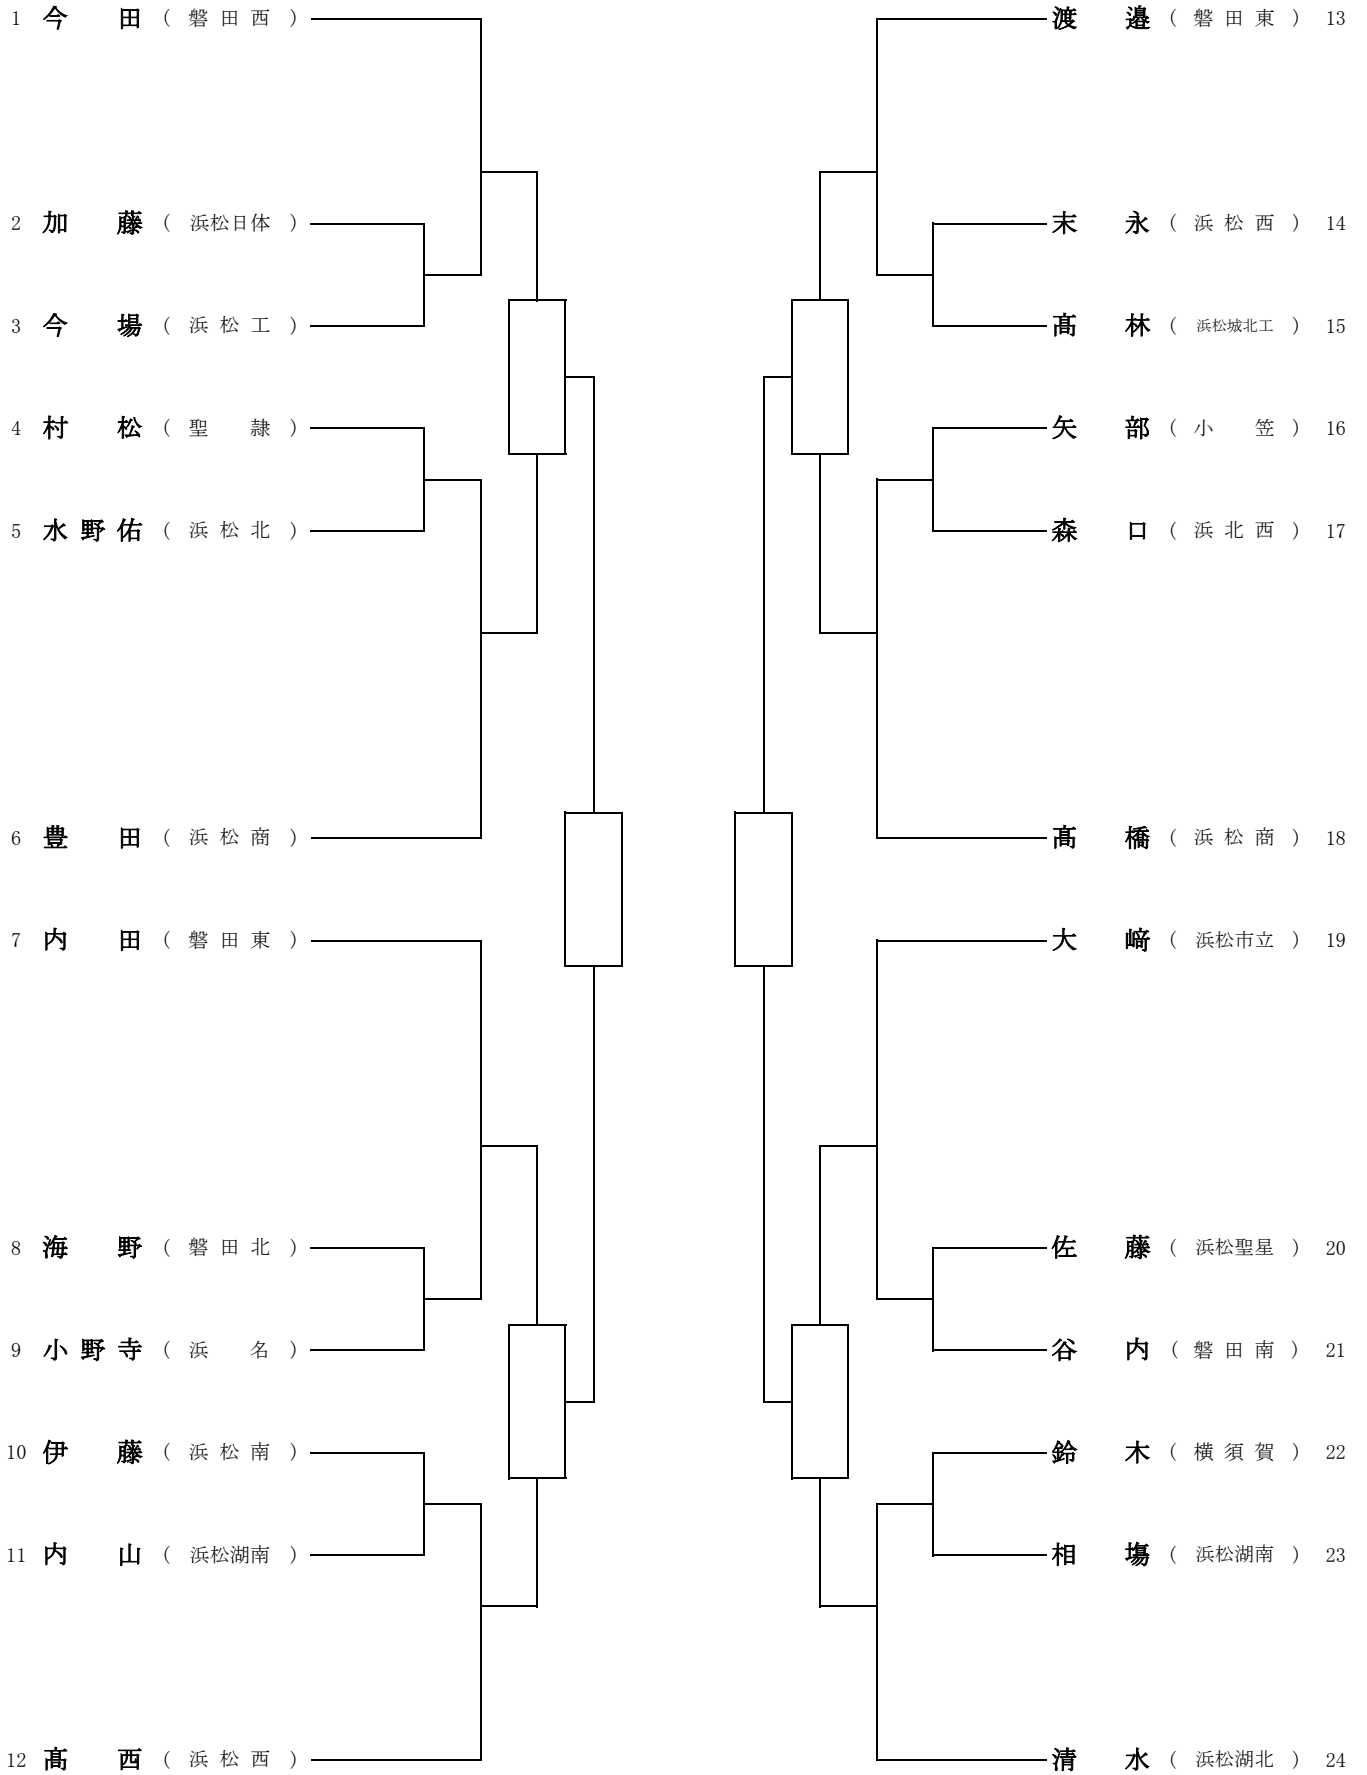 1 今田 ( 磐田西 )
2 加藤 ( 浜松日体 )
3 今場 ( 浜松工 )
4 村松 ( 聖隷 )
5 水野佑 ( 浜松北 )
6 豊田 ( 浜松商 )
7 内田 ( 磐田東 )
8 海野 ( 磐田北 )
9 小野寺 ( 浜名 )
10 伊藤 ( 浜松南 )
11 内山 ( 浜松湖南 )
12 髙西 ( 浜松西 )
渡邉 ( 磐田東 ) 13
末永 ( 浜松西 ) 14
髙林 ( 浜松城北工 ) 15
矢部 ( 小笠 ) 16
森口 ( 浜北西 ) 17
髙橋 ( 浜松商 ) 18
大﨑 ( 浜松市立 ) 19
佐藤 ( 浜松聖星 ) 20
谷内 ( 磐田南 ) 21
鈴木 ( 横須賀 ) 22
相塲 ( 浜松湖南 ) 23
清水 ( 浜松湖北 ) 24